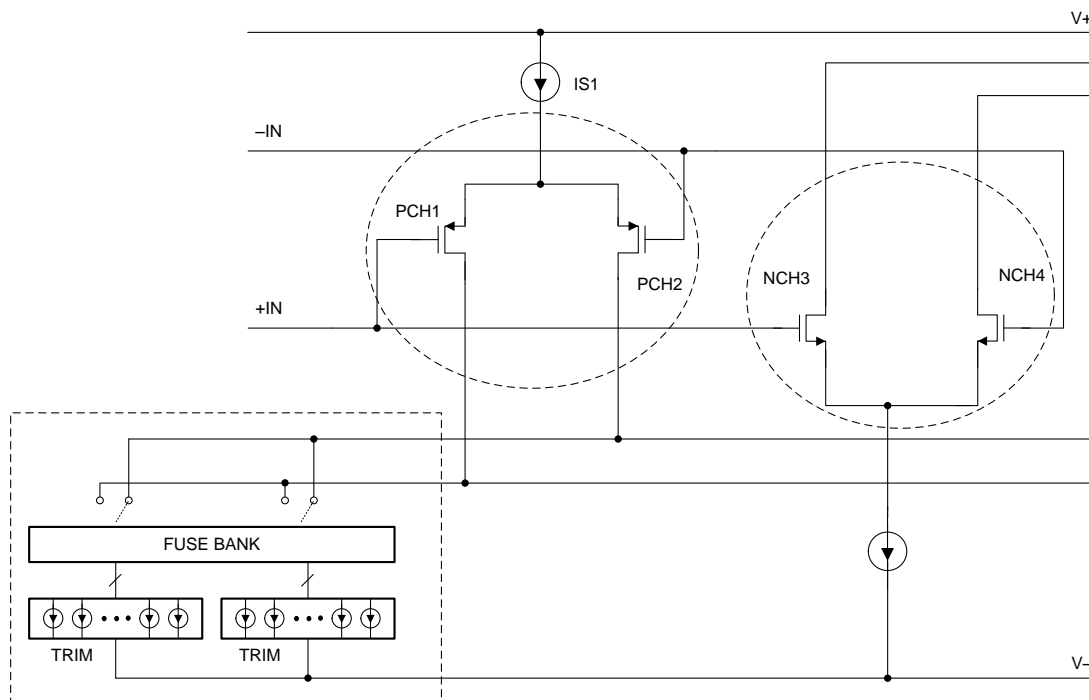 V+
IS1
–IN
PCH1
PCH2
NCH3
NCH4
+IN
FUSE BANK
TRIM
TRIM
V–